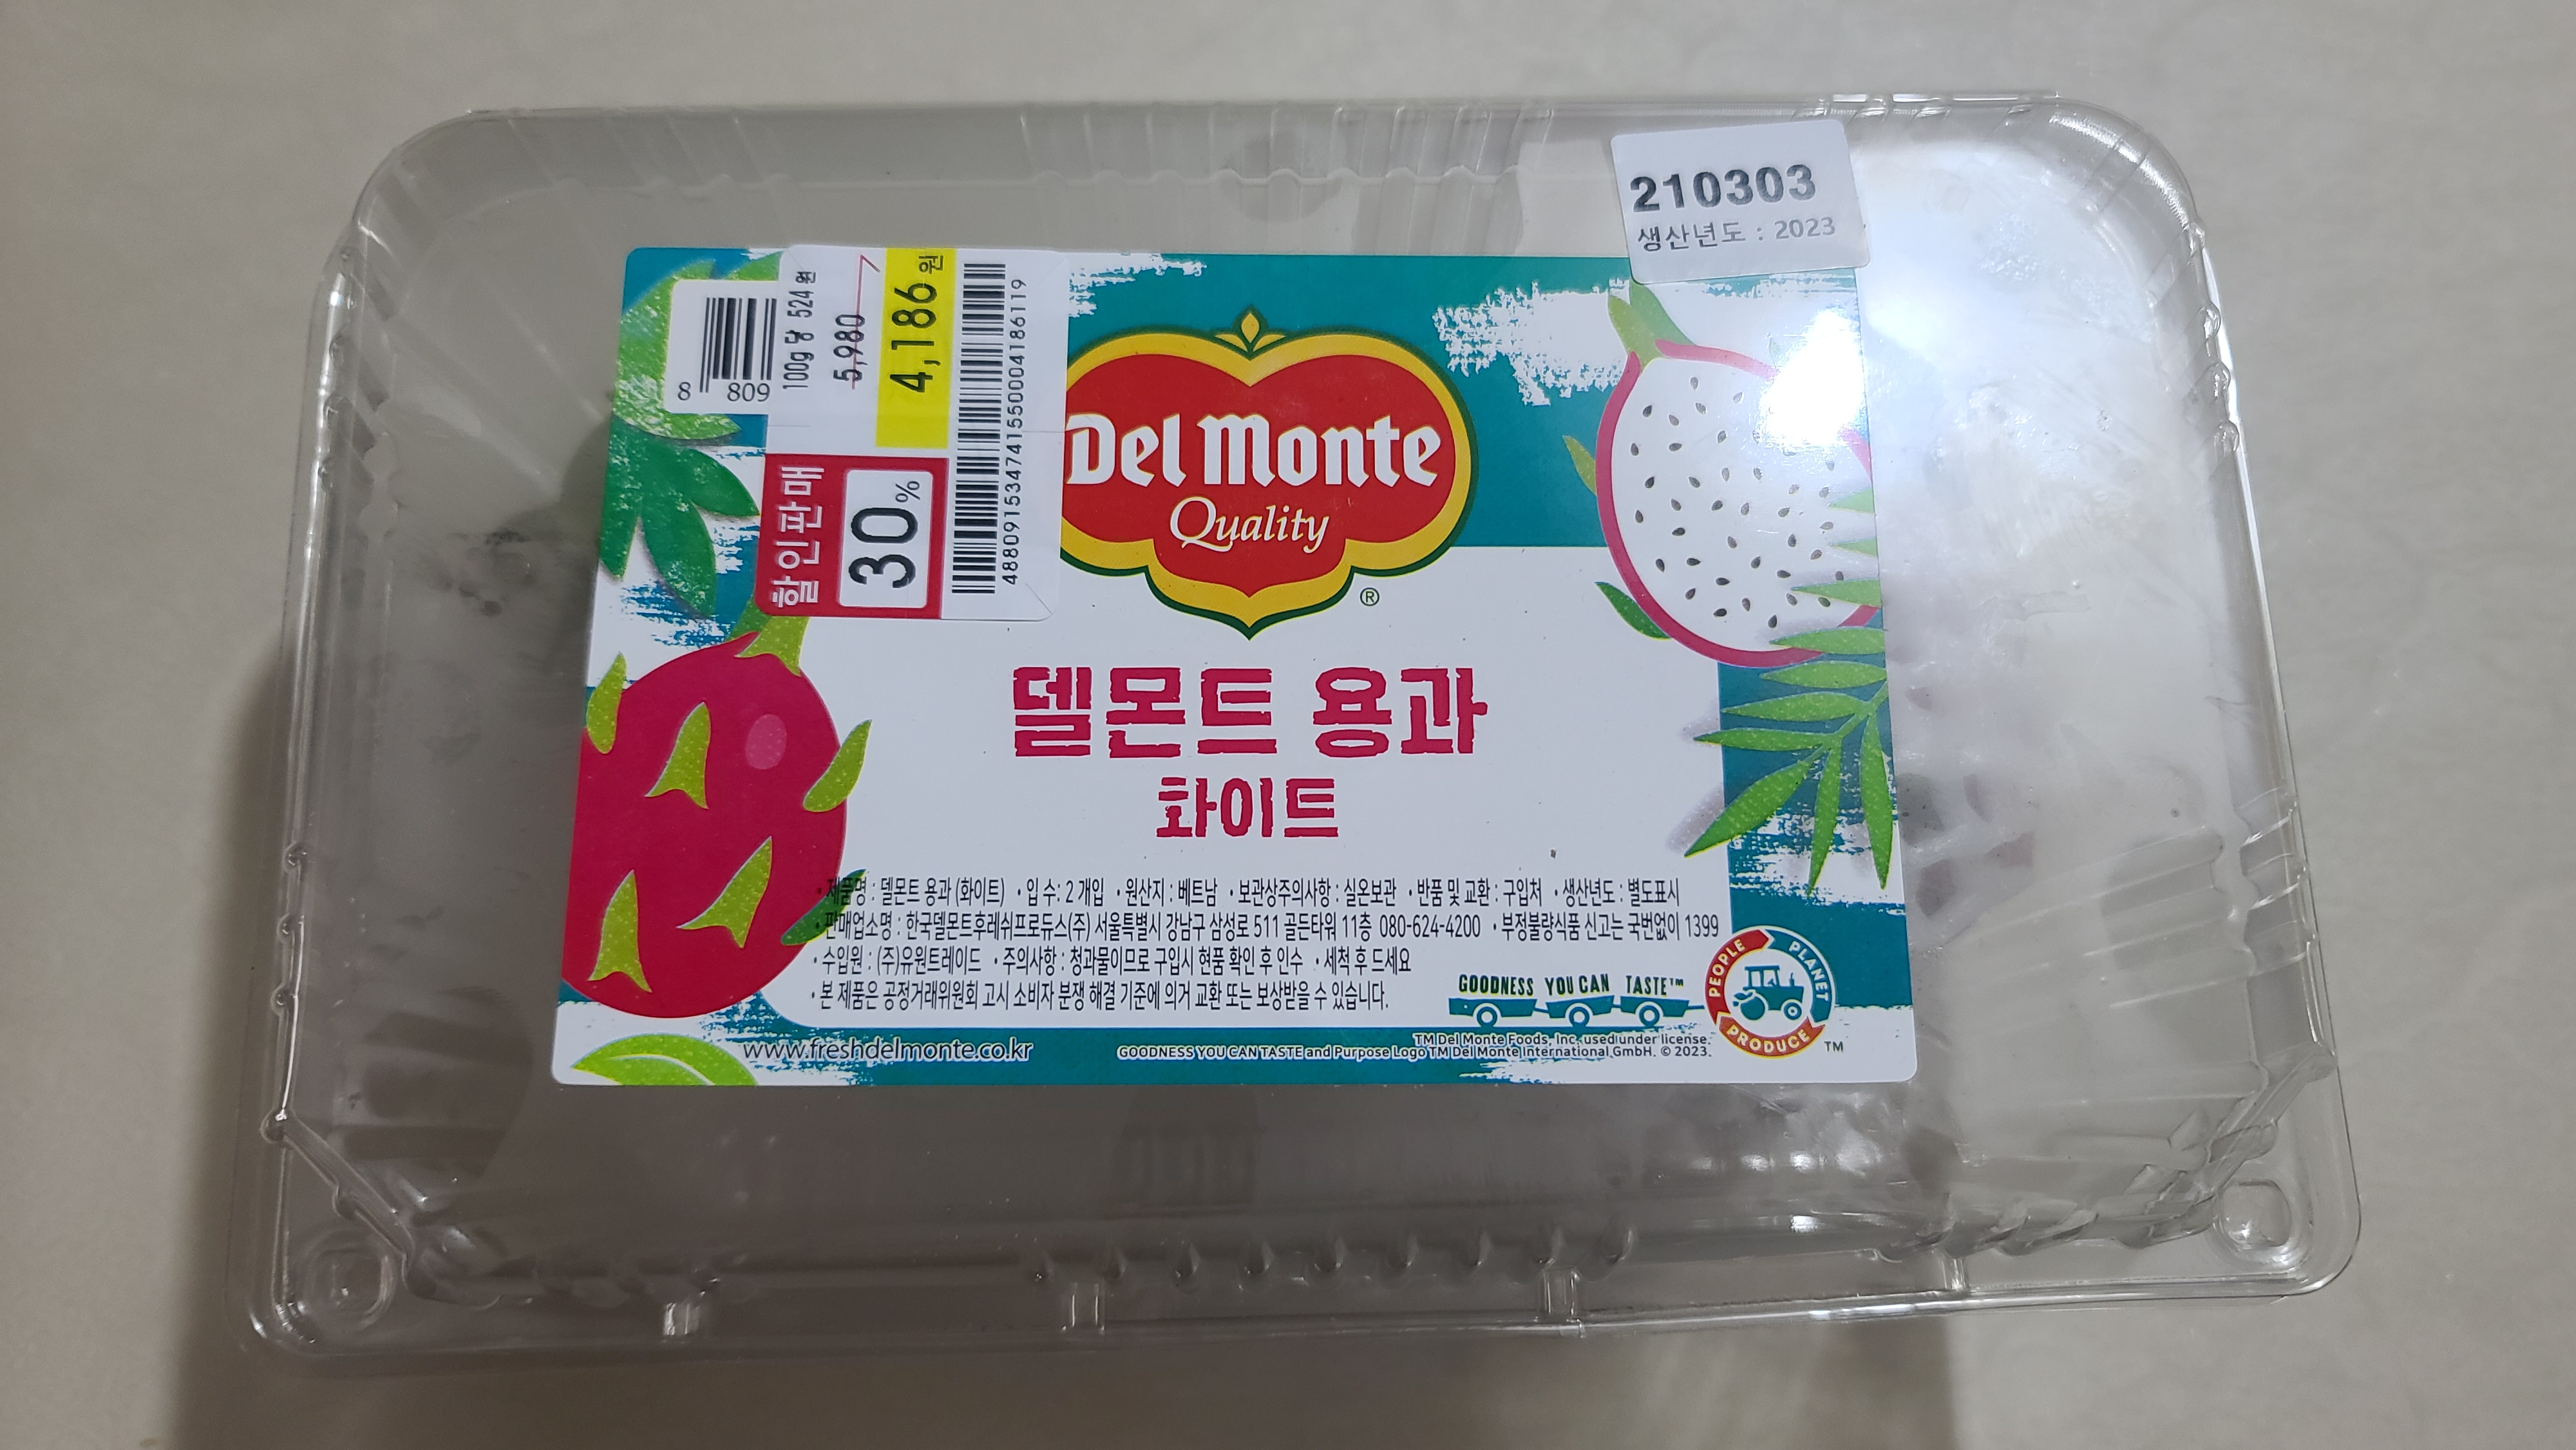 210303
생산년도 : 2023
8 809
100g 당 524 원
5,980
4,186 원
할인판매
30%
488091534741550004186119
Del Monte
Quality
®
델몬트 용과
화이트
• 제품명 : 델몬트 용과 (화이트) • 입 수: 2 개입 • 원산지 : 베트남 • 보관상주의사항 : 실온보관 • 반품 및 교환 : 구입처 • 생산년도 : 별도표시
• 판매업소명 : 한국델몬트후레쉬프로듀스(주) 서울특별시 강남구 삼성로 511 골든타워 11층 080-624-4200 • 부정불량식품 신고는 국번없이 1399
• 수입원 : (주)유원트레이드 • 주의사항 : 청과물이므로 구입시 현품 확인 후 인수 • 세척 후 드세요
• 본 제품은 공정거래위원회 고시 소비자 분쟁 해결 기준에 의거 교환 또는 보상받을 수 있습니다.
GOODNESS YOU CAN TASTE™
PEOPLE PLANET PRODUCE ™
www.freshdelmonte.co.kr
TM Del Monte Foods, Inc. used under license.
GOODNESS YOU CAN TASTE and Purpose Logo TM Del Monte International GmbH. © 2023.